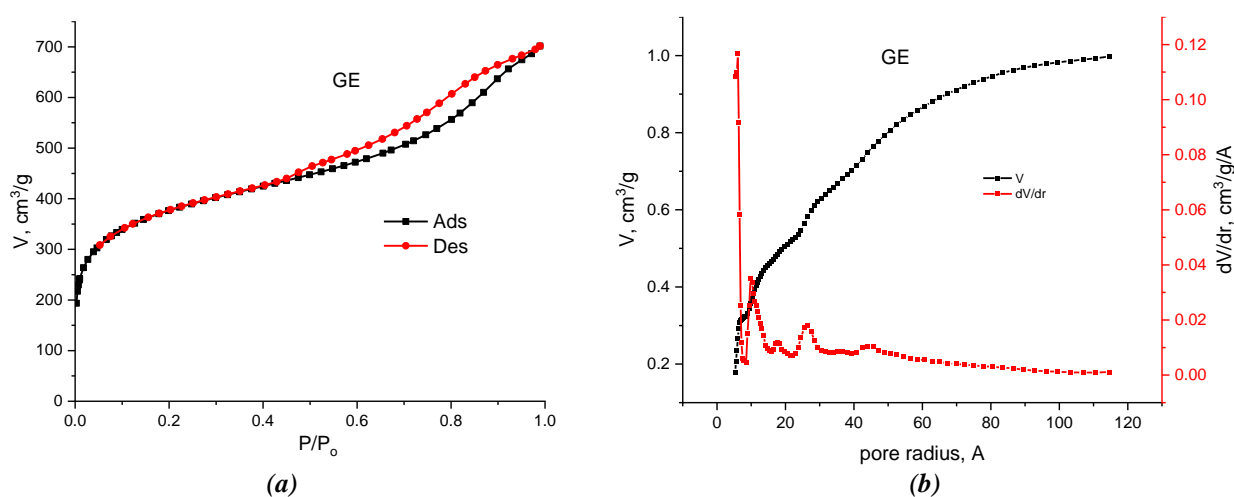 GE
Ads
Des
V, cm³/g
0
100
200
300
400
500
600
700
0.0
0.2
0.4
0.6
0.8
1.0
P/Pₒ
(a)
GE
V
dV/dr
V, cm³/g
0.2
0.4
0.6
0.8
1.0
0
20
40
60
80
100
120
pore radius, A
0.00
0.02
0.04
0.06
0.08
0.10
0.12
dV/dr, cm³/g/A
(b)